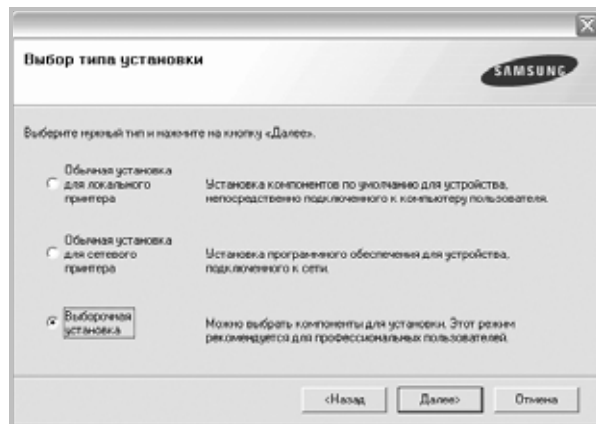 Выбор типа установки
SAMSUNG
Выберите нужный тип и нажмите на кнопку «Далее».
Обычная установка
для локального
принтера
Установка компонентов по умолчанию для устройства,
непосредственно подключенного к компьютеру пользователя.
Обычная установка
для сетевого
принтера
Установка программного обеспечения для устройства,
подключенного к сети.
Выборочная
установка
Можно выбрать компоненты для установки. Этот режим
рекомендуется для профессиональных пользователей.
<Назад
Далее>
Отмена